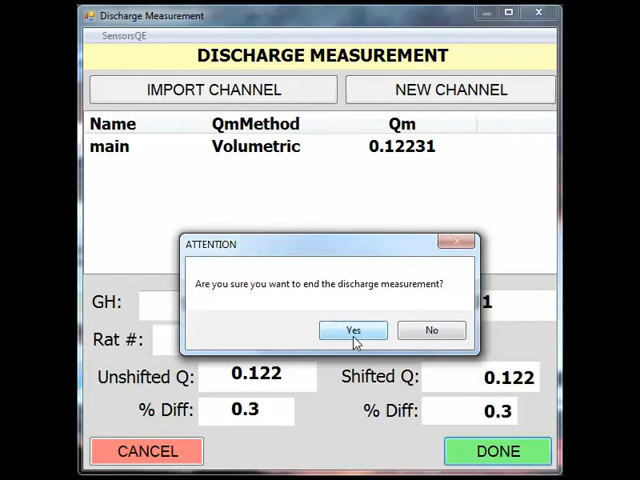 Discharge Measurement
SensorsQE
DISCHARGE MEASUREMENT
IMPORT CHANNEL NEW CHANNEL
Name QmMethod Qm
main Volumetric 0.12231
ATTENTION
Are you sure you want to end the discharge measurement?
Yes No
GH: 1
Rat #:
Unshifted Q: 0.122 Shifted Q: 0.122
% Diff: 0.3 % Diff: 0.3
CANCEL DONE